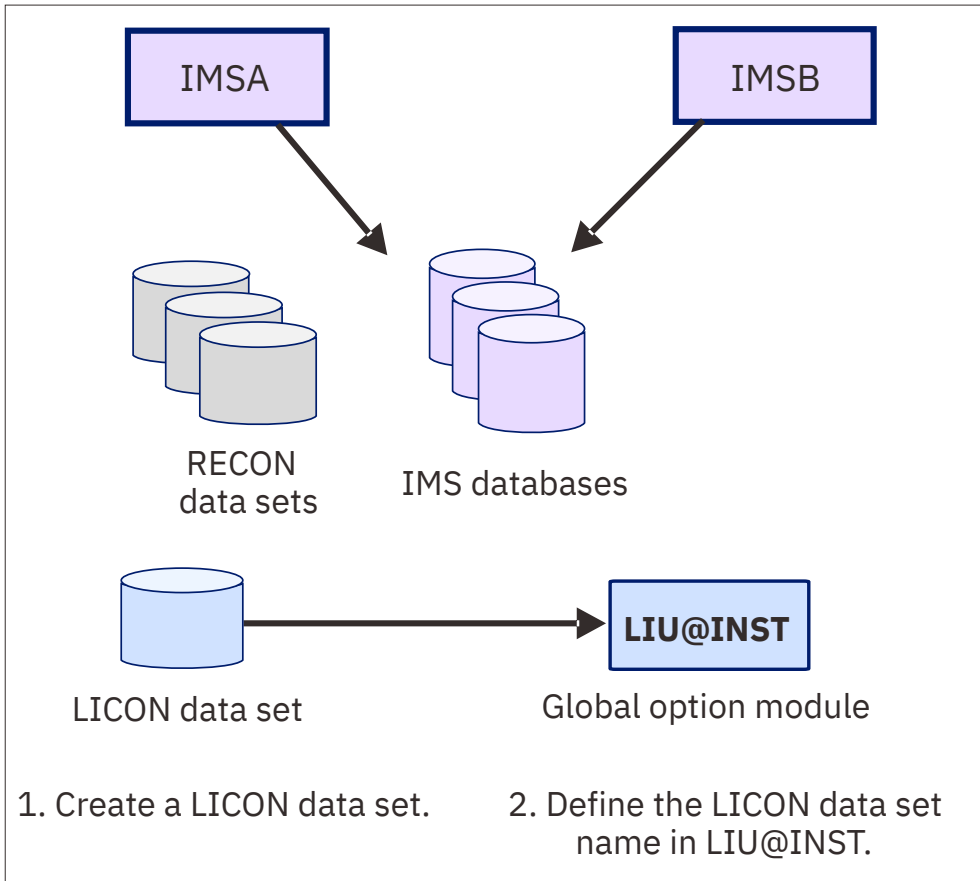 IMSA
IMSB
RECON
data sets
IMS databases
LIU@INST
LICON data set
Global option module
1. Create a LICON data set.
2. Define the LICON data set
name in LIU@INST.